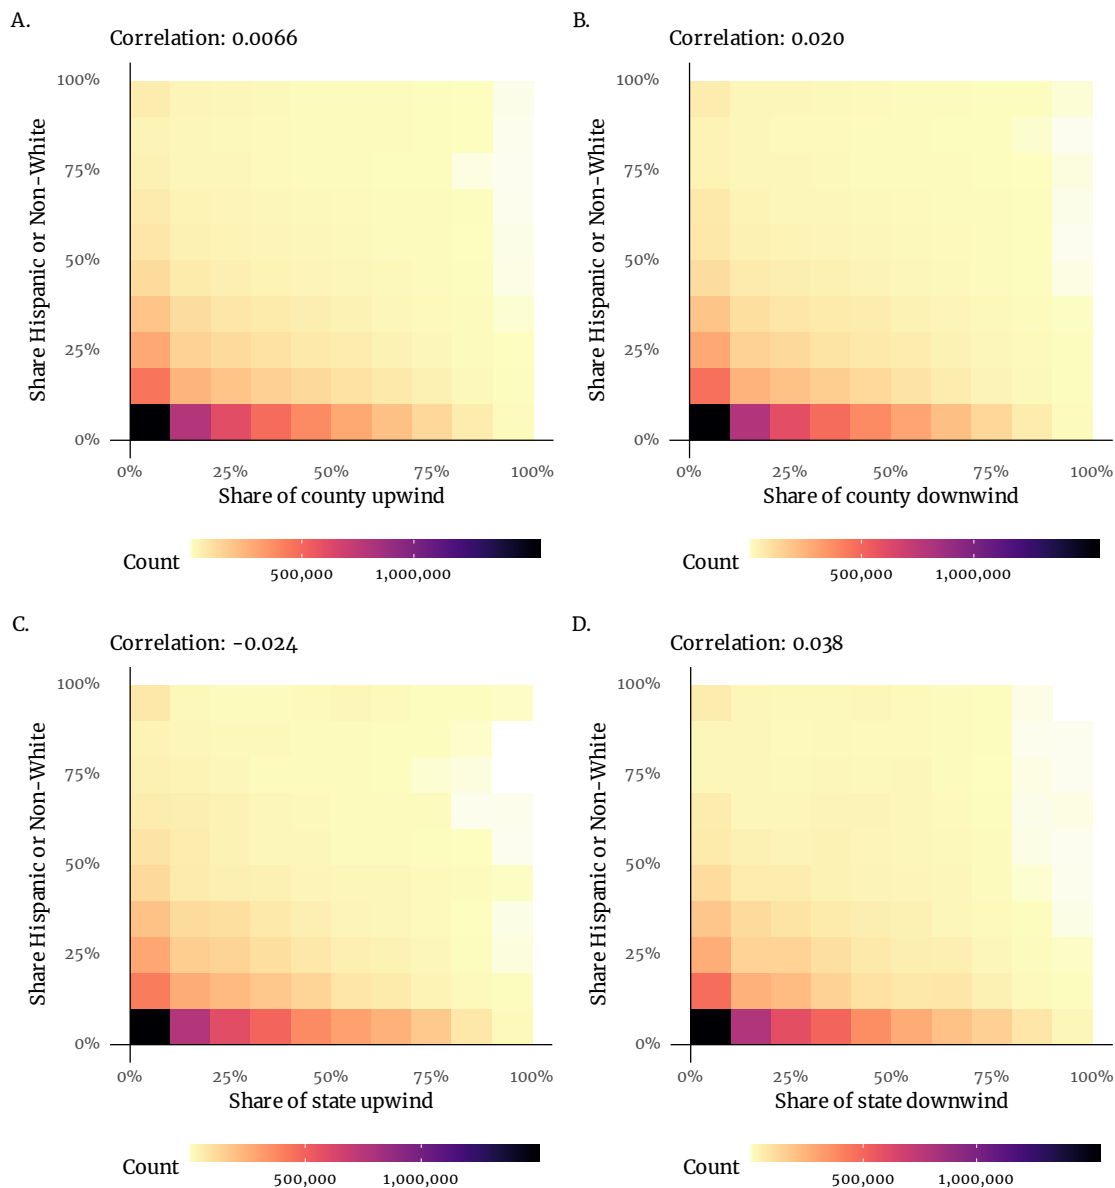 A.
Correlation: 0.0066
Share Hispanic or Non-White
100%
75%
50%
25%
0%
0% 25% 50% 75% 100%
Share of county upwind
Count
500,000 1,000,000
B.
Correlation: 0.020
Share Hispanic or Non-White
100%
75%
50%
25%
0%
0% 25% 50% 75% 100%
Share of county downwind
Count
500,000 1,000,000
C.
Correlation: -0.024
Share Hispanic or Non-White
100%
75%
50%
25%
0%
0% 25% 50% 75% 100%
Share of state upwind
Count
500,000 1,000,000
D.
Correlation: 0.038
Share Hispanic or Non-White
100%
75%
50%
25%
0%
0% 25% 50% 75% 100%
Share of state downwind
Count
500,000 1,000,000